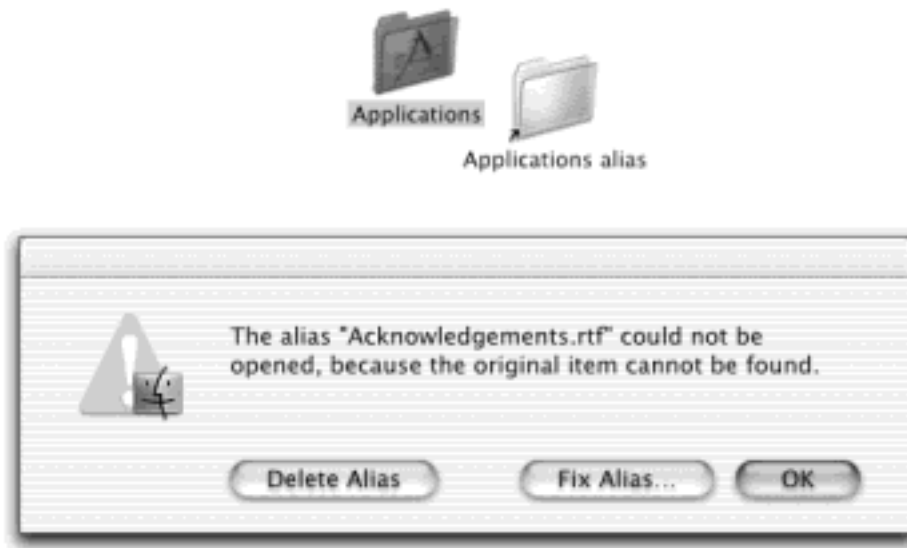 Applications
Applications alias
The alias "Acknowledgements.rtf" could not be
opened, because the original item cannot be found.
Delete Alias
Fix Alias...
OK